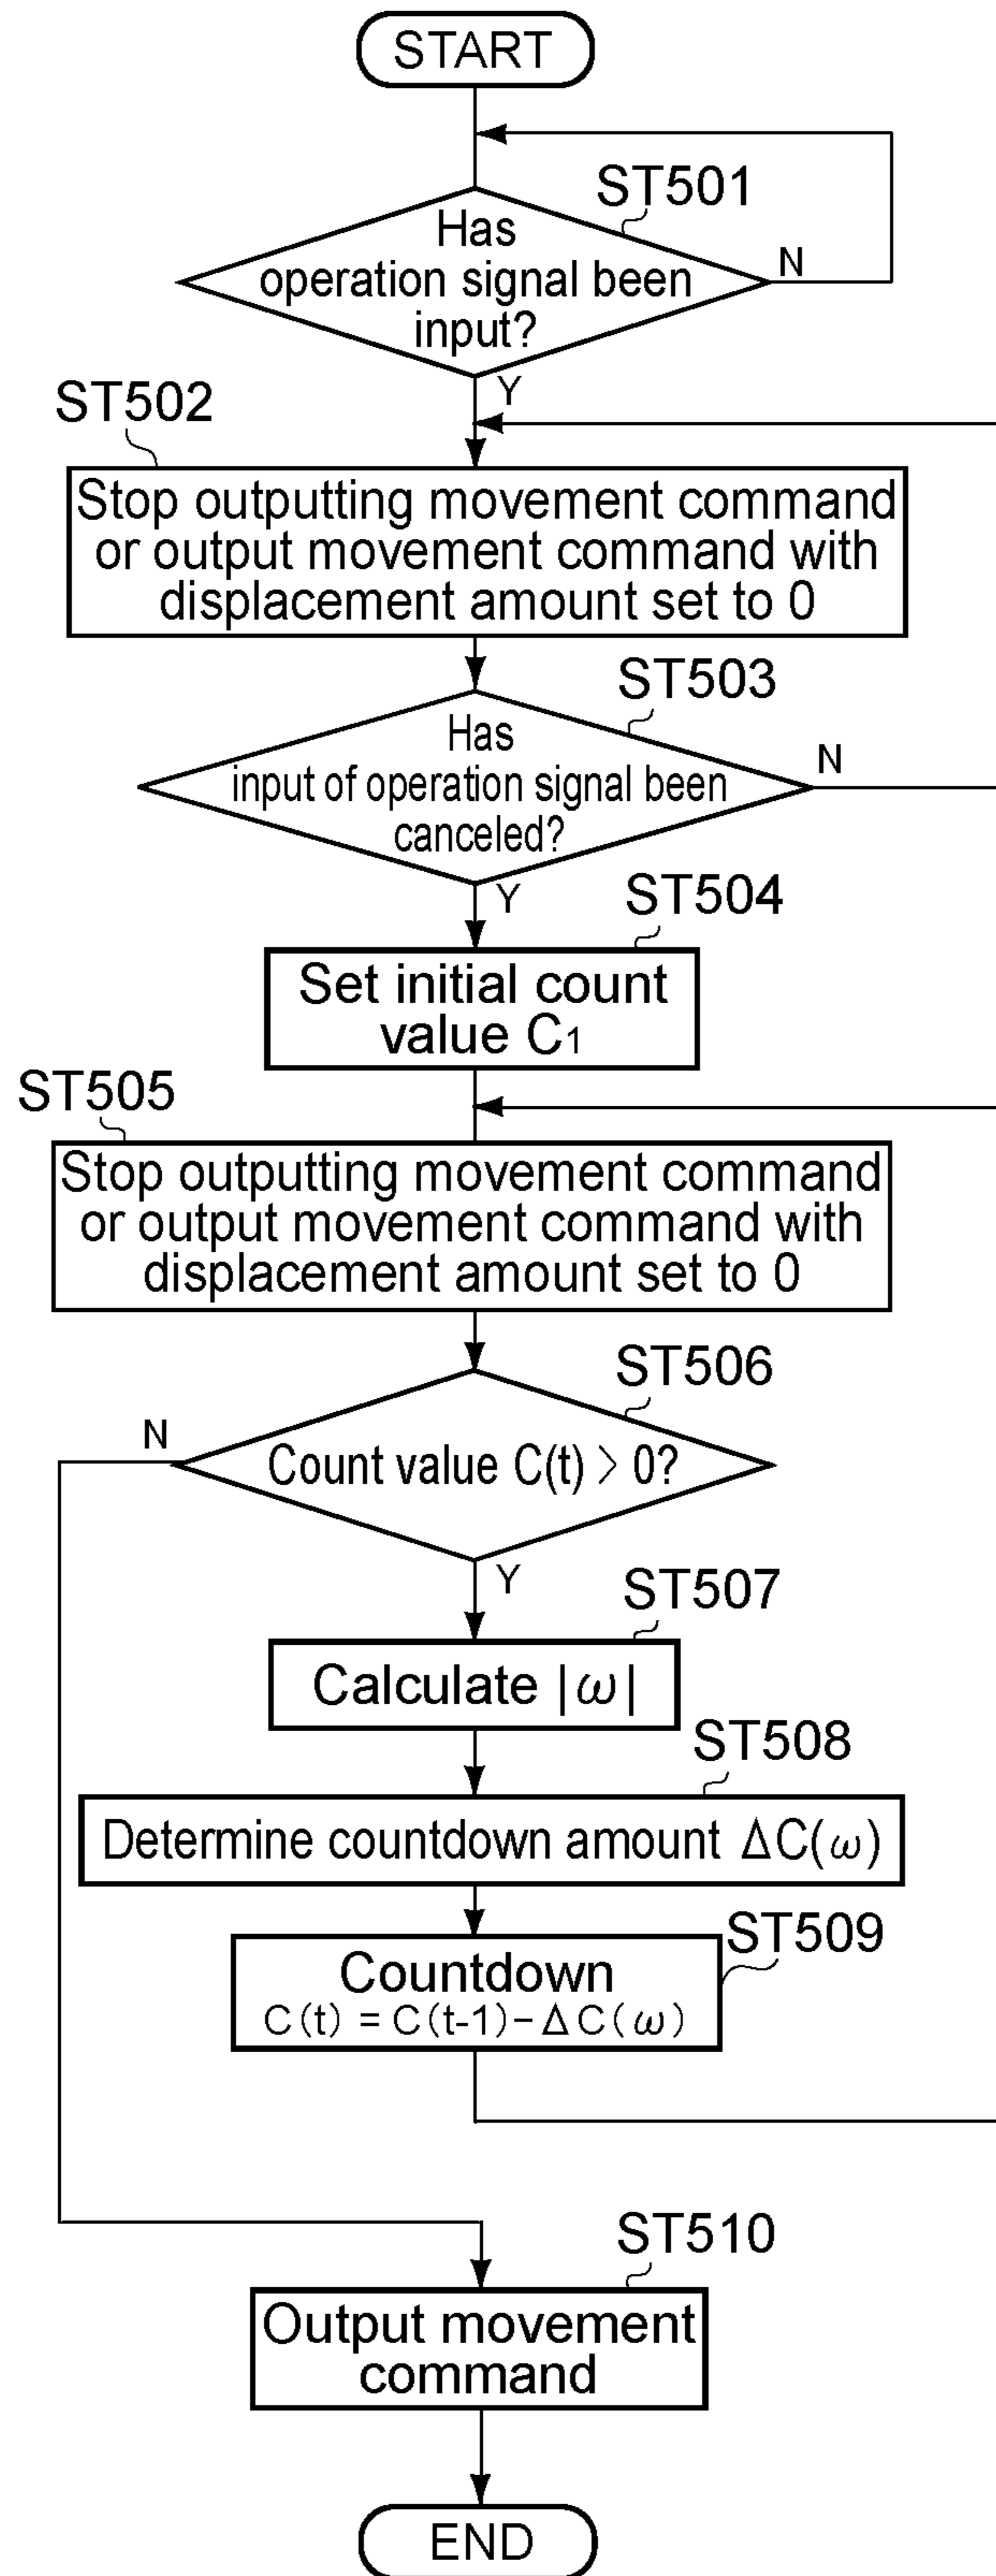 START
ST501
Has
operation signal been
input?
N
Y
ST502
Stop outputting movement command
or output movement command with
displacement amount set to 0
ST503
Has
input of operation signal been
canceled?
N
Y
ST504
Set initial count
value C₁
ST505
Stop outputting movement command
or output movement command with
displacement amount set to 0
ST506
Count value C(t) > 0?
N
Y
ST507
Calculate |ω|
ST508
Determine countdown amount ΔC(ω)
ST509
Countdown
C(t) = C(t-1)-ΔC(ω)
ST510
Output movement
command
END